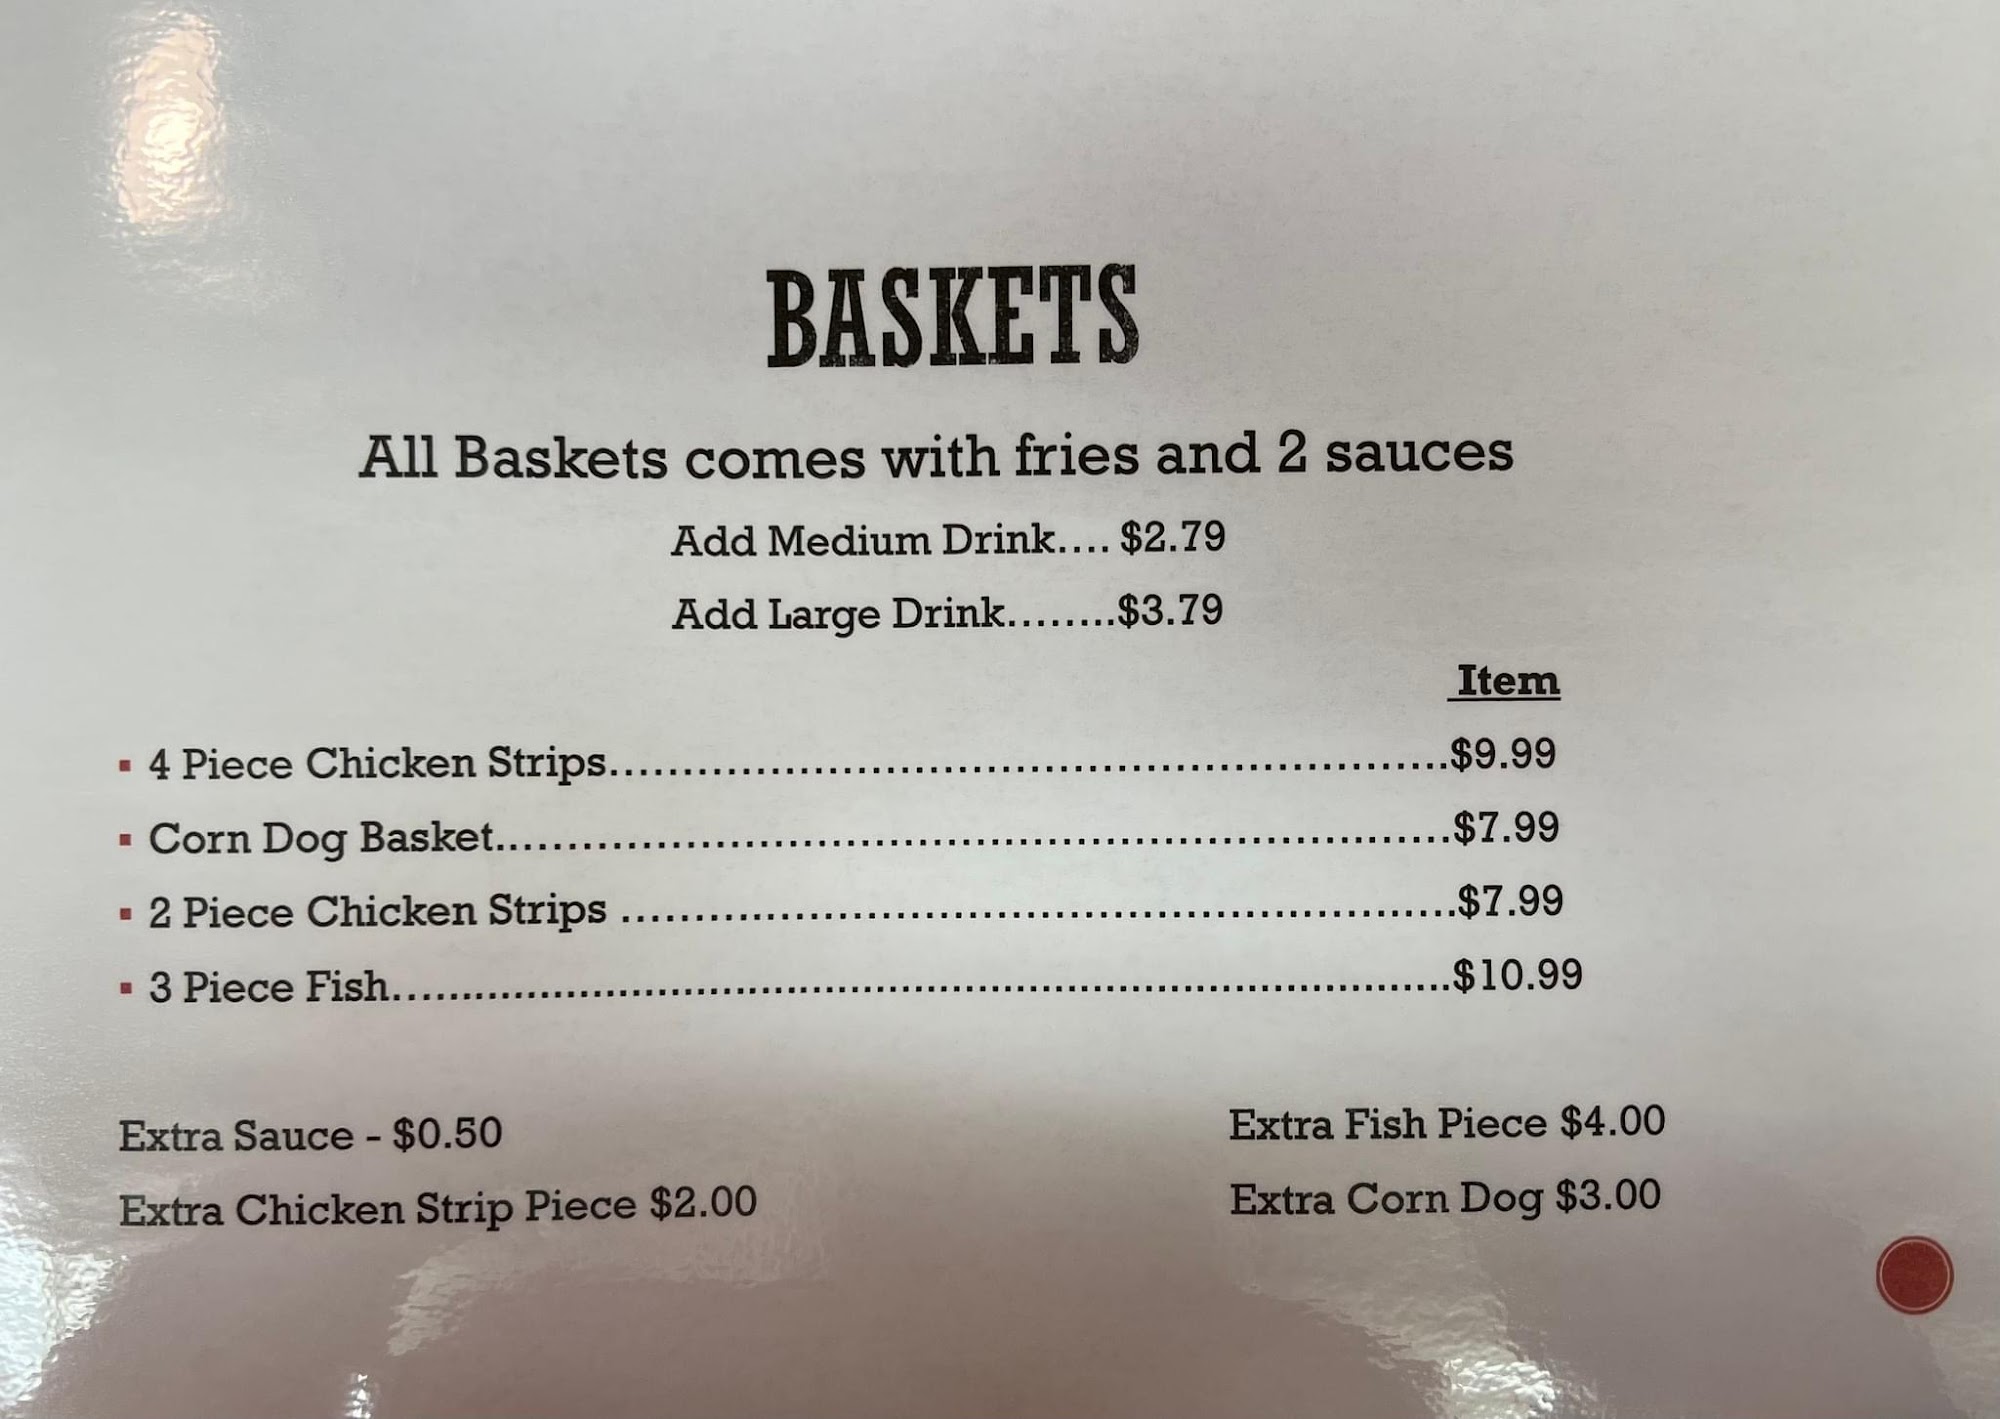 BASKETS
All Baskets comes with fries and 2 sauces
Add Medium Drink.... $2.79
Add Large Drink........$3.79
Item
▪ 4 Piece Chicken Strips..........................................................$9.99
▪ Corn Dog Basket..................................................................$7.99
▪ 2 Piece Chicken Strips ..........................................................$7.99
▪ 3 Piece Fish..........................................................................$10.99
Extra Sauce - $0.50
Extra Fish Piece $4.00
Extra Chicken Strip Piece $2.00
Extra Corn Dog $3.00